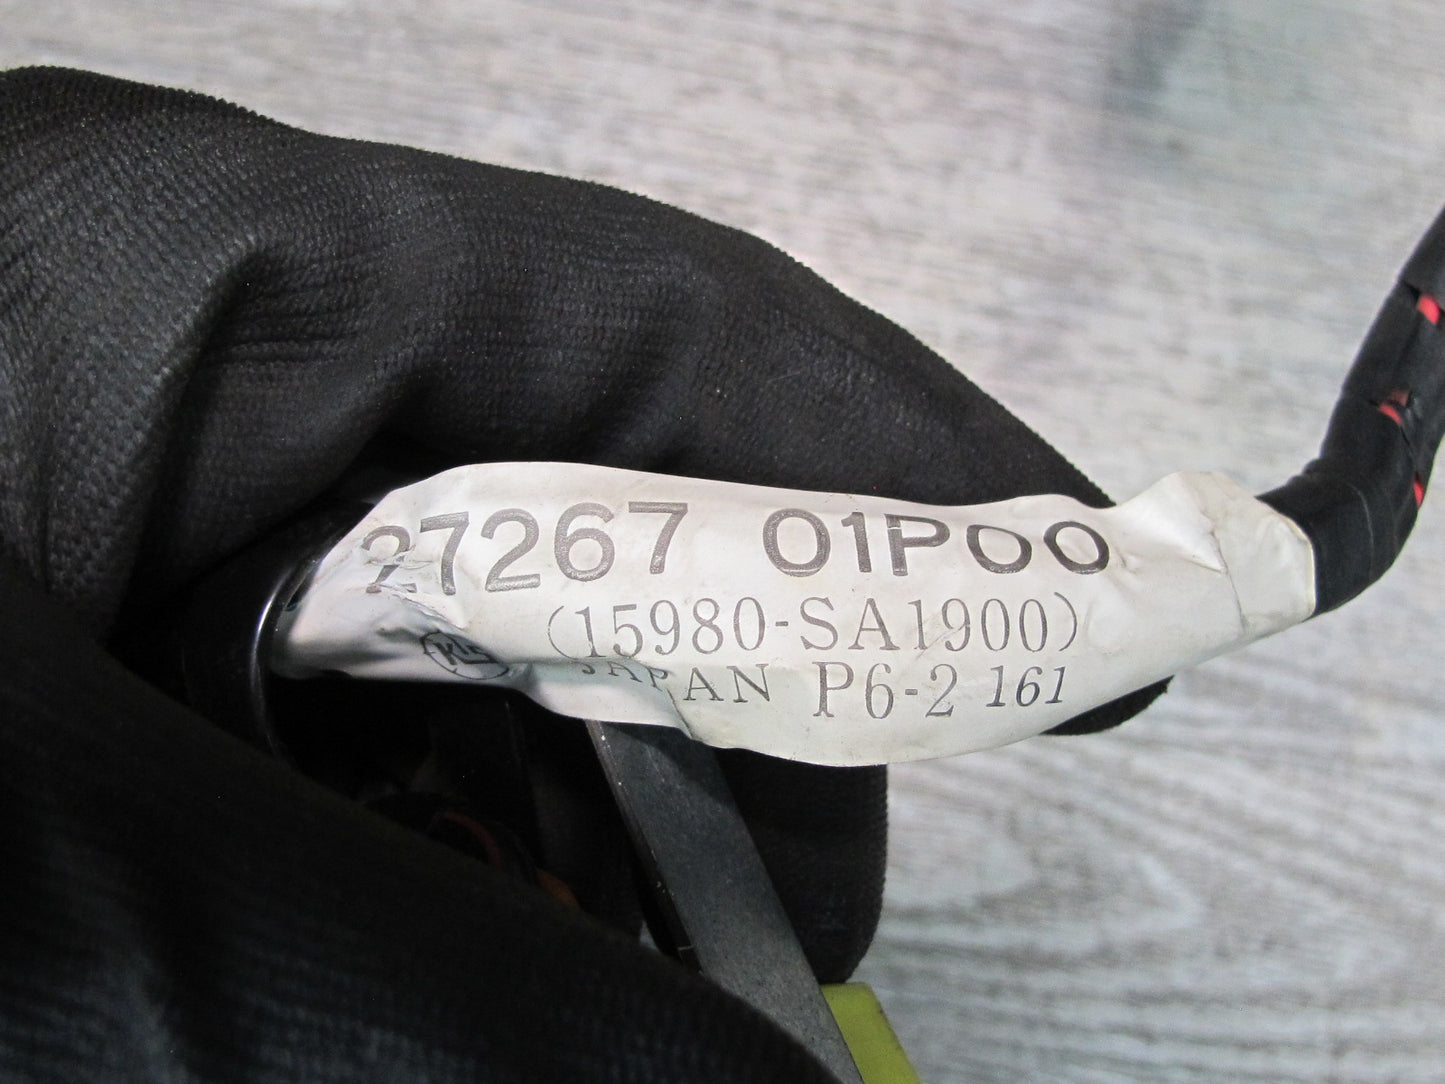 27267 01P00
(15980-SA1900)
JAPAN P6-2 161